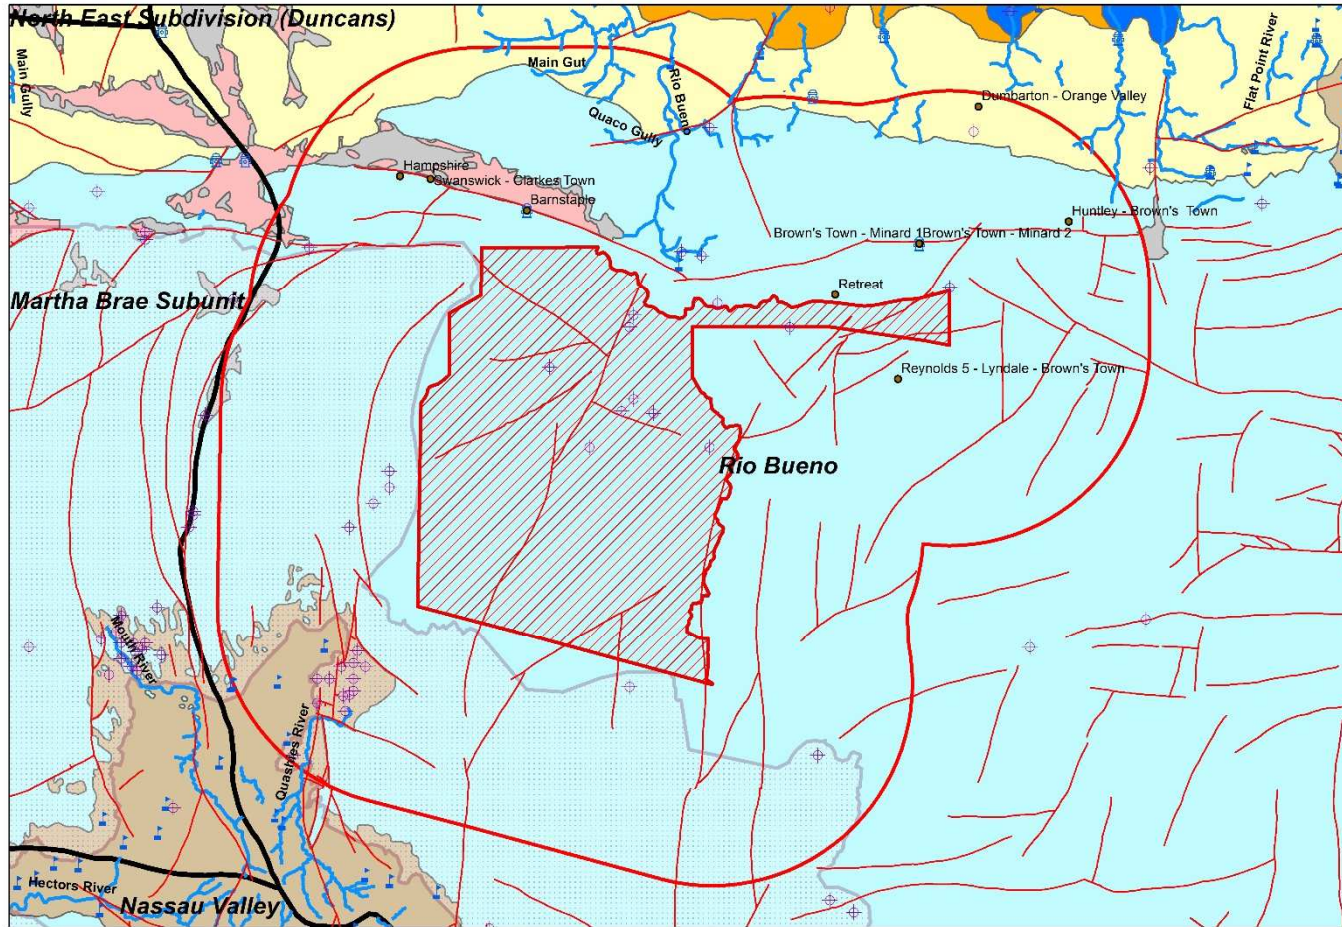 North East Subdivision (Duncans)
Main Gully
Main Gut
Rio Bueno
Quaco Gully
Flat Point River
Dumbarton - Orange Valley
Hampshire
Swanswick - Clarkes Town
Barnstaple
Huntley - Brown's Town
Brown's Town - Minard 1Brown's Town - Minard 2
Retreat
Martha Brae Subunit
Reynolds 5 - Lyndale - Brown's Town
Rio Bueno
Mouth River
Quashies River
Hectors River
Nassau Valley